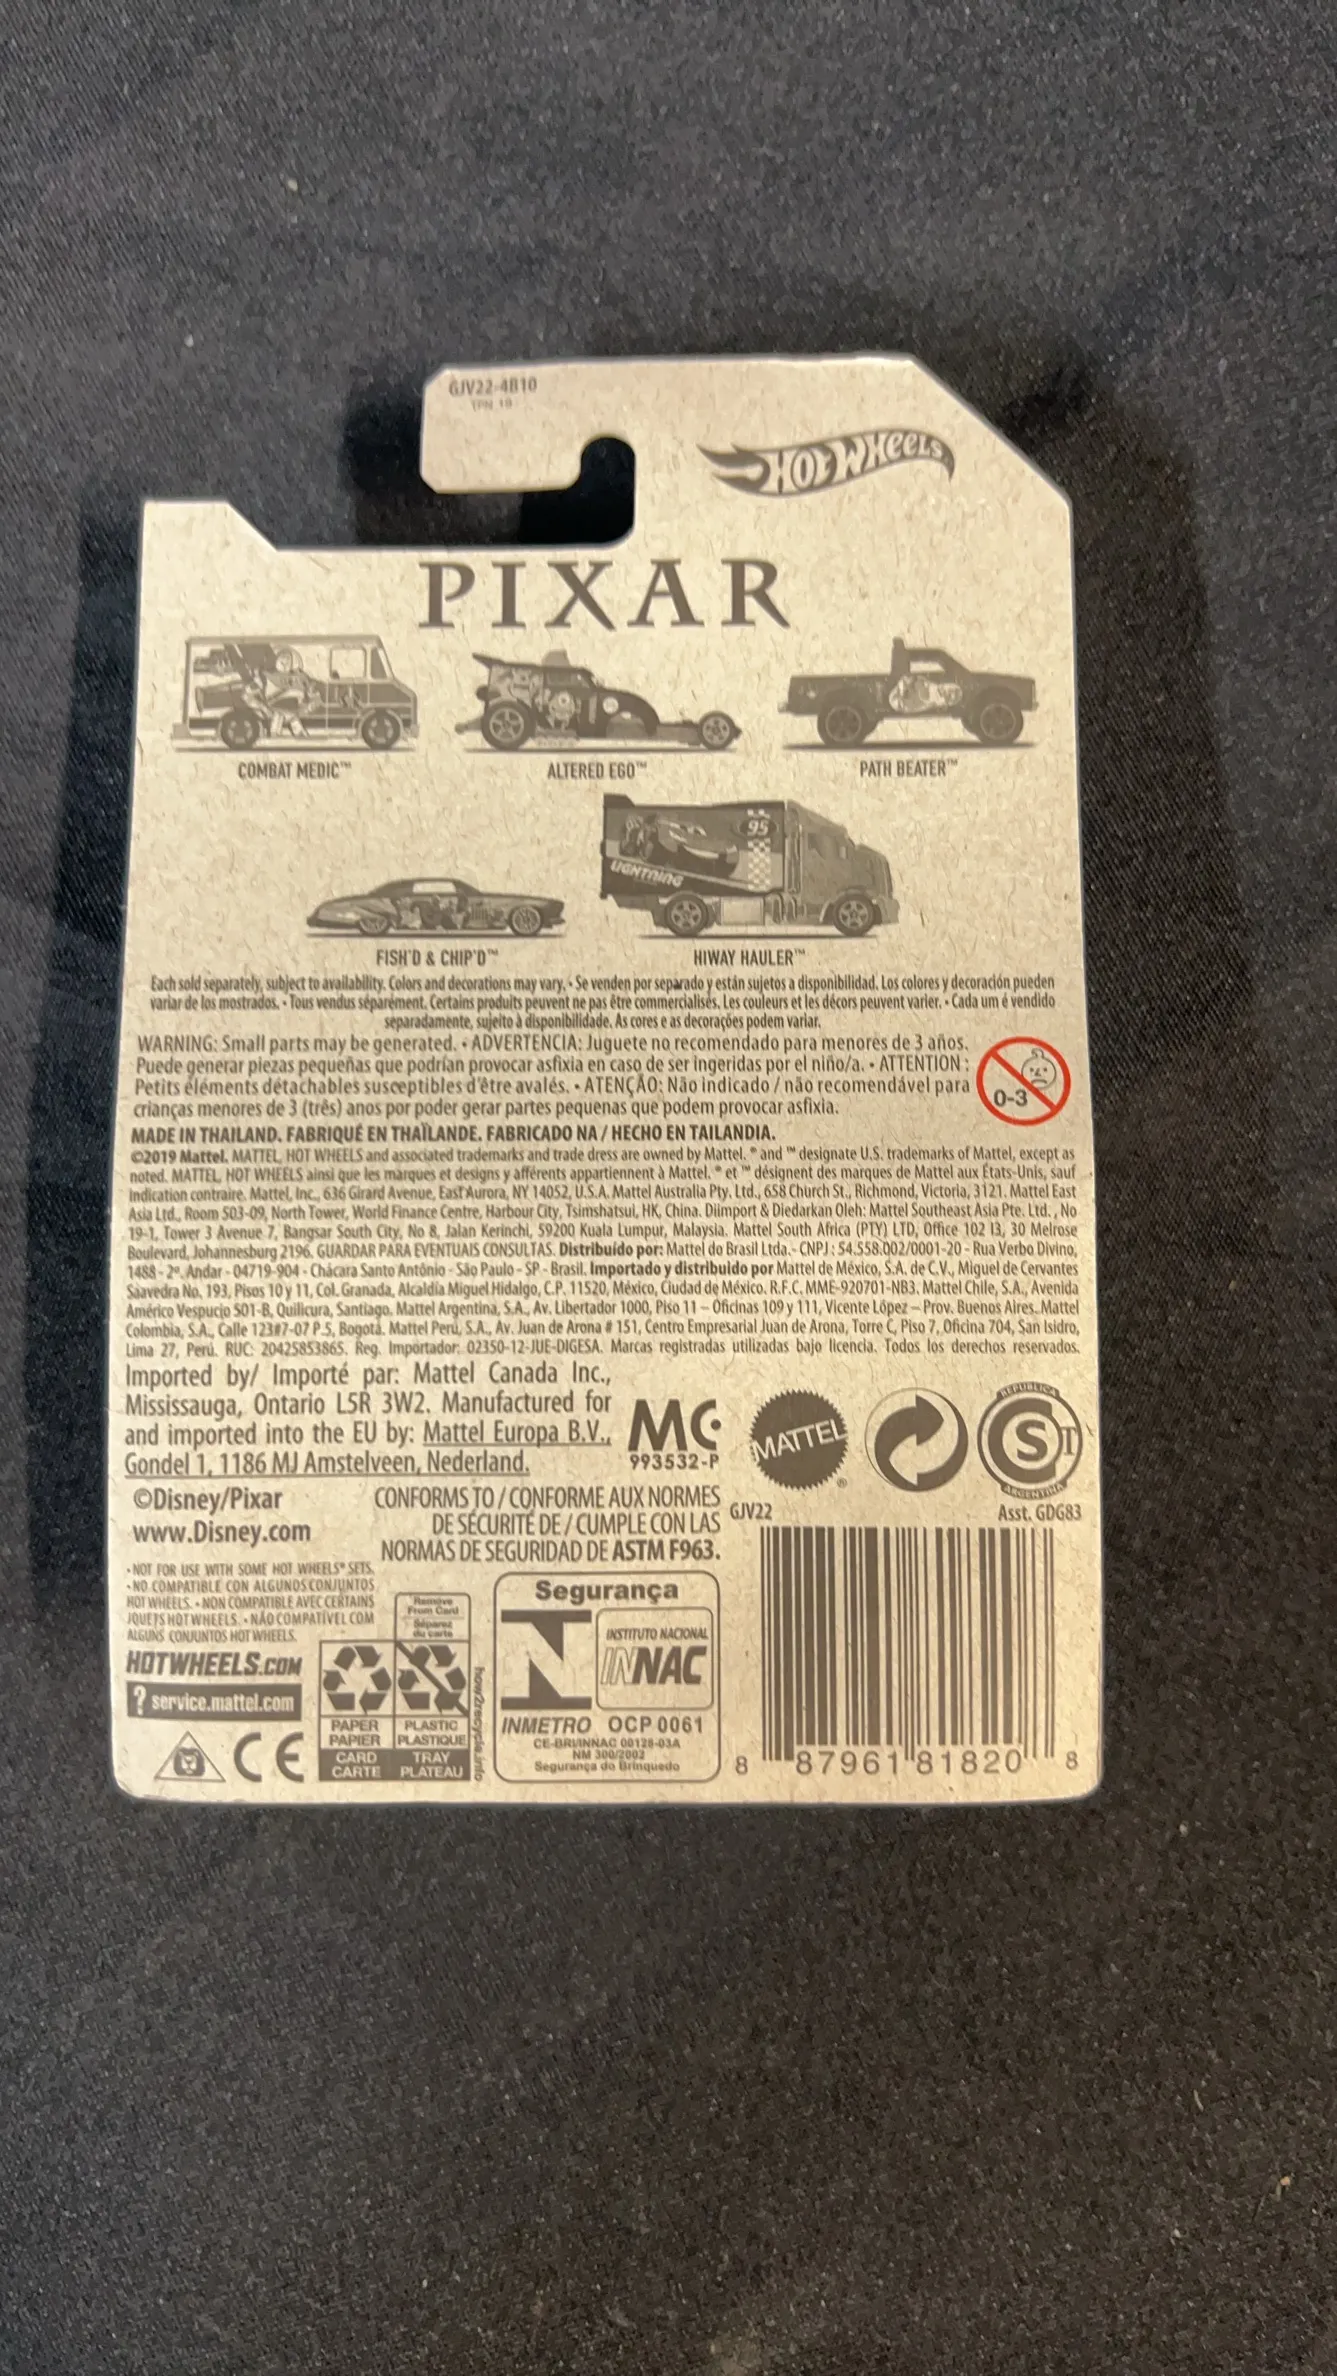 GJV22-4B10
HOT WHEELS
PIXAR
COMBAT MEDIC™
ALTERED EGO™
PATH BEATER™
95
LIGHTNING
FISH'D & CHIP'D™
HIWAY HAULER™
Each sold separately, subject to availability. Colors and decorations may vary. • Se venden por separado y están sujetos a disponibilidad. Los colores y decoración pueden
variar de los mostrados. • Tous vendus séparément. Certains produits peuvent ne pas être commercialisés. Les couleurs et les décors peuvent varier. • Cada um é vendido
separadamente, sujeito à disponibilidade. As cores e as decorações podem variar.
WARNING: Small parts may be generated. • ADVERTENCIA: Juguete no recomendado para menores de 3 años.
Puede generar piezas pequeñas que podrían provocar asfixia en caso de ser ingeridas por el niño/a. • ATTENTION :
Petits éléments détachables susceptibles d'être avalés. • ATENÇÃO: Não indicado / não recomendável para
crianças menores de 3 (três) anos por poder gerar partes pequenas que podem provocar asfixia.
0-3
MADE IN THAILAND. FABRIQUÉ EN THAÏLANDE. FABRICADO NA / HECHO EN TAILANDIA.
©2019 Mattel. MATTEL, HOT WHEELS and associated trademarks and trade dress are owned by Mattel. ® and ™ designate U.S. trademarks of Mattel, except as
noted. MATTEL, HOT WHEELS ainsi que les marques et designs y afférents appartiennent à Mattel. ® et ™ désignent des marques de Mattel aux États-Unis, sauf
indication contraire. Mattel, Inc., 636 Girard Avenue, East Aurora, NY 14052, U.S.A. Mattel Australia Pty. Ltd., 658 Church St., Richmond, Victoria, 3121. Mattel East
Asia Ltd., Room 503-09, North Tower, World Finance Centre, Harbour City, Tsimshatsui, HK, China. Diimport & Diedarkan Oleh: Mattel Southeast Asia Pte. Ltd. , No
19-1, Tower 3 Avenue 7, Bangsar South City, No 8, Jalan Kerinchi, 59200 Kuala Lumpur, Malaysia. Mattel South Africa (PTY) LTD, Office 102 I3, 30 Melrose
Boulevard, Johannesburg 2196. GUARDAR PARA EVENTUAIS CONSULTAS. Distribuído por: Mattel do Brasil Ltda.- CNPJ : 54.558.002/0001-20 - Rua Verbo Divino,
1488 - 2º. Andar - 04719-904 - Chácara Santo Antônio - São Paulo - SP - Brasil. Importado y distribuido por Mattel de México, S.A. de C.V., Miguel de Cervantes
Saavedra No. 193, Pisos 10 y 11, Col. Granada, Alcaldía Miguel Hidalgo, C.P. 11520, México, Ciudad de México. R.F.C. MME-920701-NB3. Mattel Chile, S.A., Avenida
Américo Vespucio 501-B, Quilicura, Santiago. Mattel Argentina, S.A., Av. Libertador 1000, Piso 11 – Oficinas 109 y 111, Vicente López – Prov. Buenos Aires. Mattel
Colombia, S.A., Calle 123#7-07 P.5, Bogotá. Mattel Perú, S.A., Av. Juan de Arona # 151, Centro Empresarial Juan de Arona, Torre C, Piso 7, Oficina 704, San Isidro,
Lima 27, Perú. RUC: 20425853865. Reg. Importador: 02350-12-JUE-DIGESA. Marcas registradas utilizadas bajo licencia. Todos los derechos reservados.
Imported by/ Importé par: Mattel Canada Inc.,
Mississauga, Ontario L5R 3W2. Manufactured for
and imported into the EU by: Mattel Europa B.V.,
Gondel 1, 1186 MJ Amstelveen, Nederland.
MC
993532-P
MATTEL®
REPUBLICA
S
ARGENTINA
©Disney/Pixar
www.Disney.com
CONFORMS TO / CONFORME AUX NORMES
DE SÉCURITÉ DE / CUMPLE CON LAS
NORMAS DE SEGURIDAD DE ASTM F963.
GJV22
Asst. GDG83
• NOT FOR USE WITH SOME HOT WHEELS® SETS.
• NO COMPATIBLE CON ALGUNOS CONJUNTOS
HOT WHEELS. • NON COMPATIBLE AVEC CERTAINS
JOUETS HOT WHEELS. • NÃO COMPATÍVEL COM
ALGUNS CONJUNTOS HOT WHEELS.
HOTWHEELS.COM
? service.mattel.com
CE
Remove
From Card
Séparez
du carte
PAPER
PAPIER
PLASTIC
PLASTIQUE
CARD
CARTE
TRAY
PLATEAU
how2recycle.info
Segurança
INSTITUTO NACIONAL
INNAC
INMETRO OCP 0061
CE-BRI/INNAC 00128-03A
NM 300/2002
Segurança do Brinquedo
8 87961 81820 8